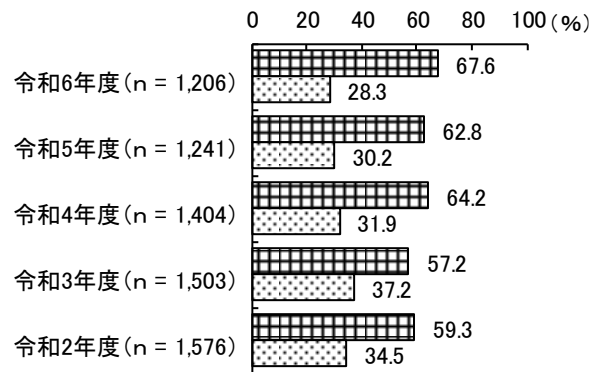 0 20 40 60 80 100(%)
令和6年度(n = 1,206) 67.6
28.3
令和5年度(n = 1,241) 62.8
30.2
令和4年度(n = 1,404) 64.2
31.9
令和3年度(n = 1,503) 57.2
37.2
令和2年度(n = 1,576) 59.3
34.5